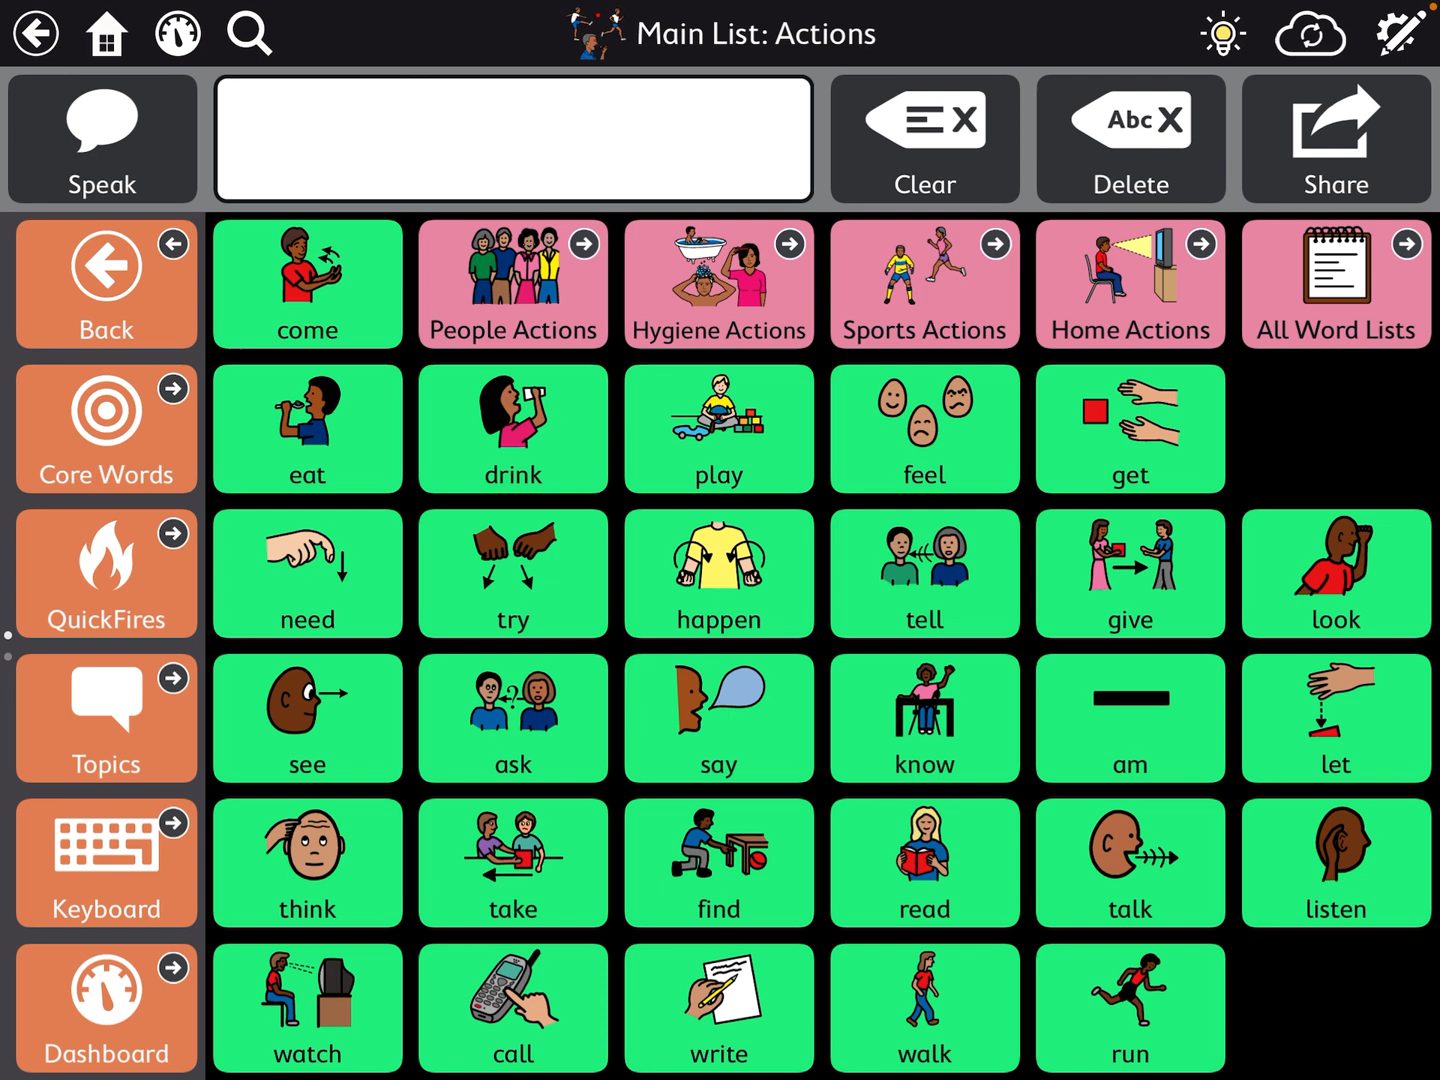 Main List: Actions
Speak
Clear
Abc X
Delete
Share
Back
come
People Actions
Hygiene Actions
Sports Actions
Home Actions
All Word Lists
Core Words
eat
drink
play
feel
get
QuickFires
need
try
happen
tell
give
look
Topics
see
ask
?
say
know
am
let
Keyboard
think
take
find
read
talk
listen
Dashboard
watch
call
write
walk
run